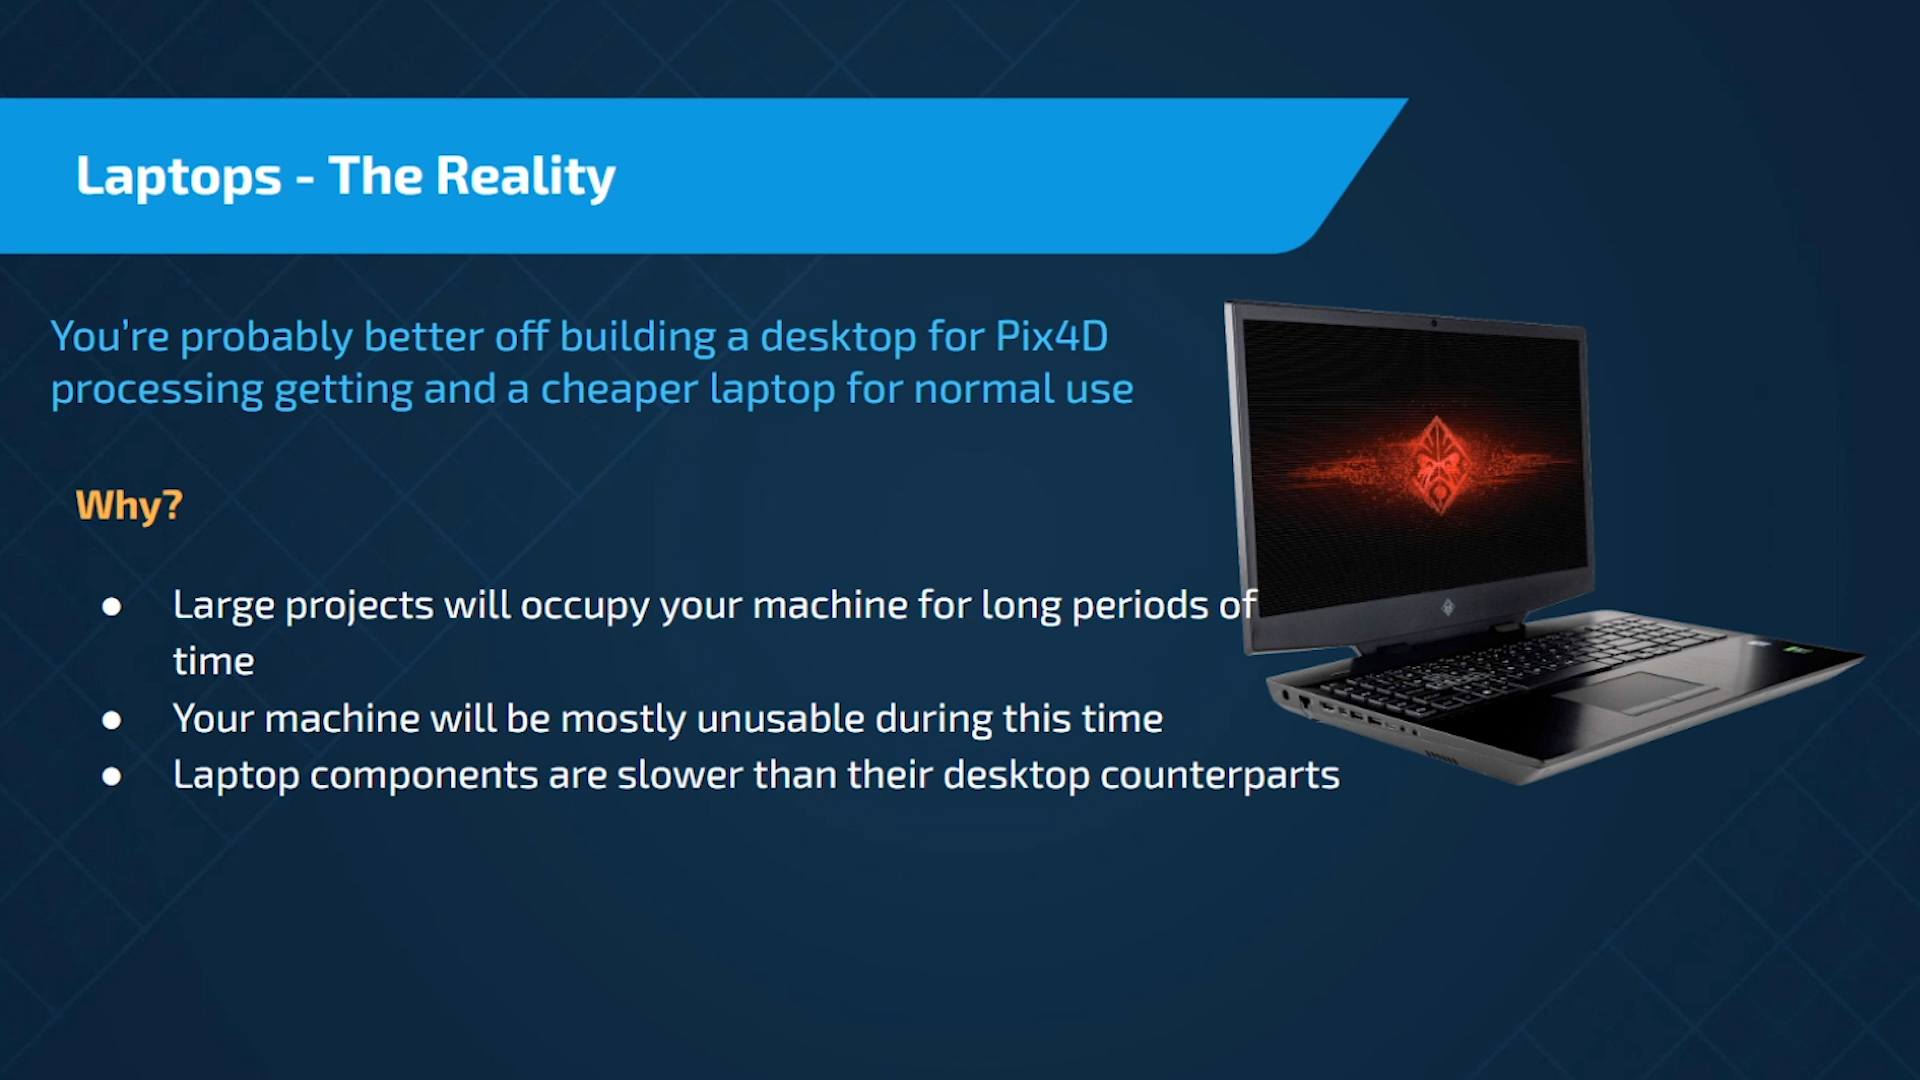 Laptops - The Reality
You're probably better off building a desktop for Pix4D
processing getting and a cheaper laptop for normal use
Why?
● Large projects will occupy your machine for long periods of
time
● Your machine will be mostly unusable during this time
● Laptop components are slower than their desktop counterparts